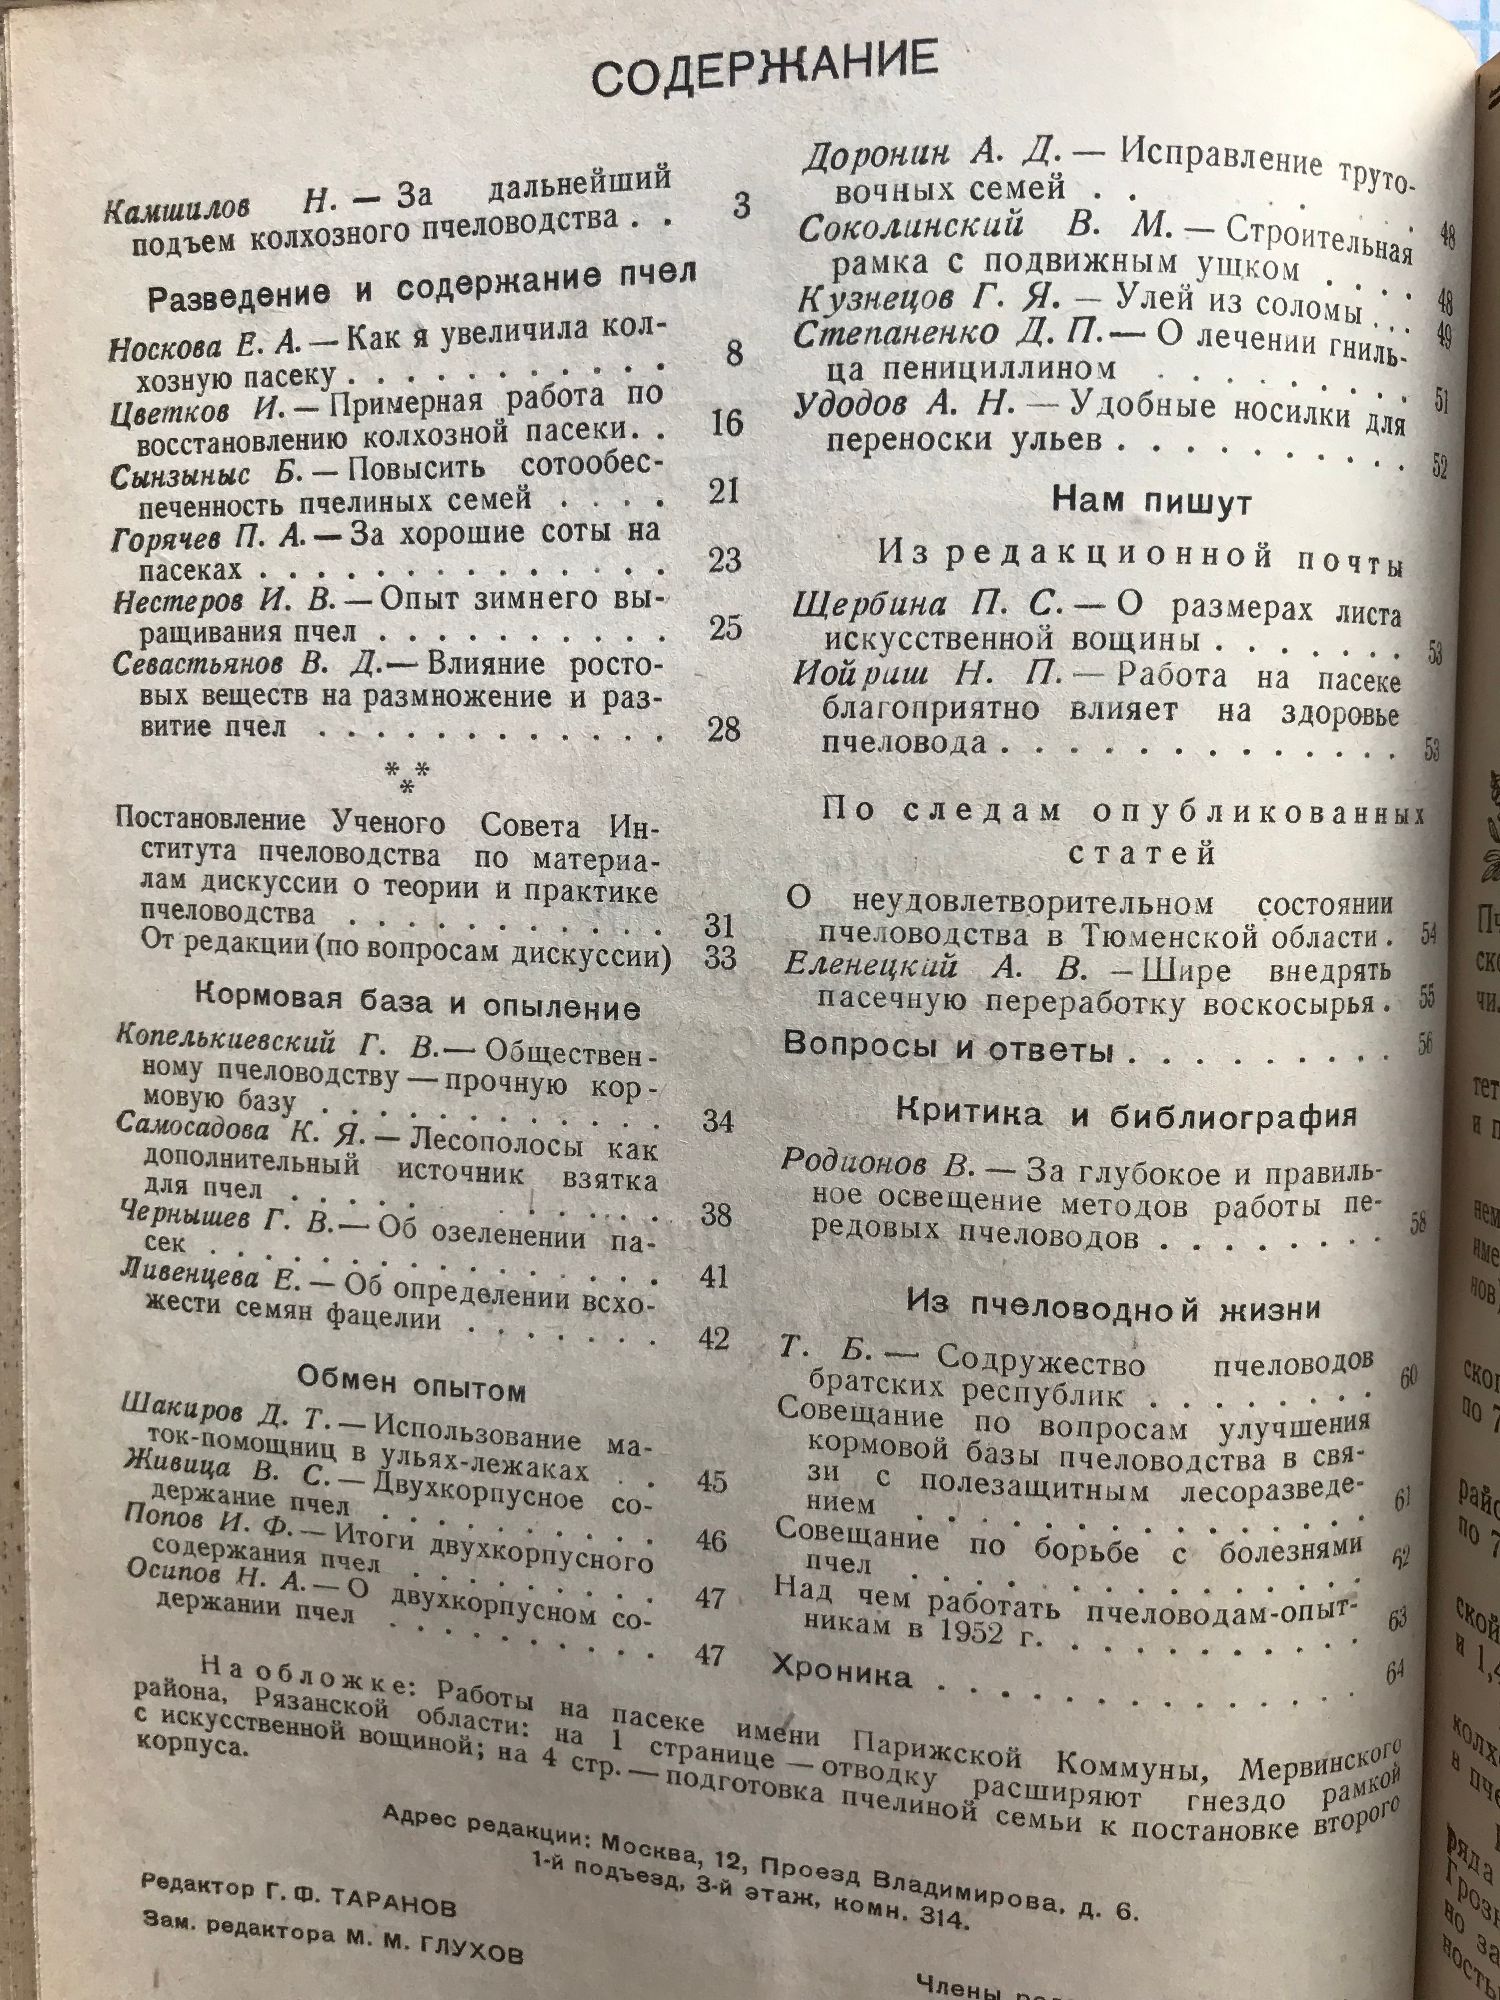 СОДЕРЖАНИЕ
Камшилов Н. — За дальнейший
подъем колхозного пчеловодства . . 3
Разведение и содержание пчел
Носкова Е. А. — Как я увеличила кол-
хозную пасеку . . . . . . . . . . 8
Цветков И. — Примерная работа по
восстановлению колхозной пасеки. . 16
Сынзыныс Б. — Повысить сотообес-
печенность пчелиных семей . . . . 21
Горячев П. А. — За хорошие соты на
пасеках . . . . . . . . . . . . . 23
Нестеров И. В. — Опыт зимнего вы-
ращивания пчел . . . . . . . . . . 25
Севастьянов В. Д. — Влияние росто-
вых веществ на размножение и раз-
витие пчел . . . . . . . . . . . . 28
* * *
Постановление Ученого Совета Ин-
ститута пчеловодства по материа-
лам дискуссии о теории и практике
пчеловодства . . . . . . . . . . . 31
От редакции (по вопросам дискуссии) 33
Кормовая база и опыление
Копелькиевский Г. В. — Обществен-
ному пчеловодству — прочную кор-
мовую базу . . . . . . . . . . . . 34
Самосадова К. Я. — Лесополосы как
дополнительный источник взятка
для пчел . . . . . . . . . . . . 38
Чернышев Г. В. — Об озеленении па-
сек . . . . . . . . . . . . . . . 41
Ливенцева Е. — Об определении всхо-
жести семян фацелии . . . . . . . 42
Обмен опытом
Шакиров Д. Т. — Использование ма-
ток-помощниц в ульях-лежаках . . 45
Живица В. С. — Двухкорпусное со-
держание пчел . . . . . . . . . . 46
Попов И. Ф. — Итоги двухкорпусного
содержания пчел . . . . . . . . . 47
Осипов Н. А. — О двухкорпусном со-
держании пчел . . . . . . . . . . 47
Доронин А. Д. — Исправление труто-
вочных семей . . . . . 48
Соколинский В. М. — Строительная
рамка с подвижным ушком . . . . 48
Кузнецов Г. Я. — Улей из соломы . . . 49
Степаненко Д. П. — О лечении гниль-
ца пенициллином . . . . . . . . . 51
Удодов А. Н. — Удобные носилки для
переноски ульев . . . . . . . . . . 52
Нам пишут
Из редакционной почты
Щербина П. С. — О размерах листа
искусственной вощины . . . . . . . 53
Иойриш Н. П. — Работа на пасеке
благоприятно влияет на здоровье
пчеловода . . . . . . . . . . . . . 53
По следам опубликованных
статей
О неудовлетворительном состоянии
пчеловодства в Тюменской области . 54
Еленецкий А. В. — Шире внедрять
пасечную переработку воскосырья . 55
Вопросы и ответы . . . . . . . . . . 56
Критика и библиография
Родионов В. — За глубокое и правиль-
ное освещение методов работы пе-
редовых пчеловодов . . . . . . . . 58
Из пчеловодной жизни
Т. Б. — Содружество пчеловодов
братских республик . . . . . . . . 60
Совещание по вопросам улучшения
кормовой базы пчеловодства в свя-
зи с полезащитным лесоразведе-
нием . . . . . . . . . . . . . . . 61
Совещание по борьбе с болезнями
пчел . . . . . . . . . . . . . . . 62
Над чем работать пчеловодам-опыт-
никам в 1952 г. . . . . . . . . . . 63
Хроника . . . . . . . . . . . . . . 64
На обложке: Работы на пасеке имени Парижской Коммуны, Мервинского
района, Рязанской области: на 1 странице — отводку расширяют гнездо рамкой
с искусственной вощиной; на 4 стр. — подготовка пчелиной семьи к постановке второго
корпуса.
Адрес редакции: Москва, 12, Проезд Владимирова, д. 6.
1-й подъезд, 3-й этаж, комн. 314.
Редактор Г. Ф. ТАРАНОВ
Зам. редактора М. М. ГЛУХОВ
Члены